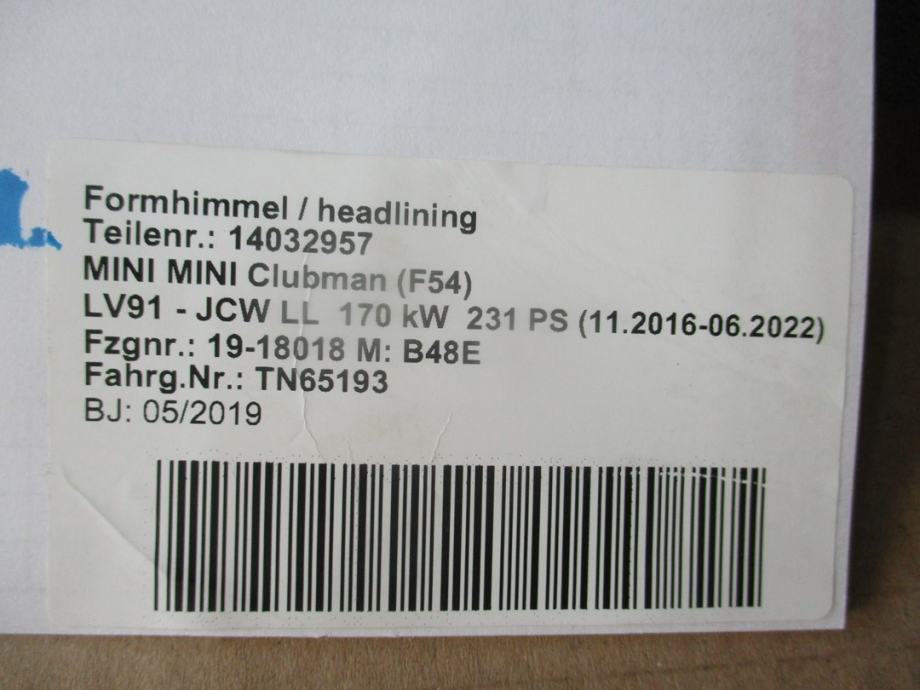 Formhimmel / headlining
Teilenr.: 14032957
MINI MINI Clubman (F54)
LV91 - JCW LL 170 kW 231 PS (11.2016-06.2022)
Fzgnr.: 19-18018 M: B48E
Fahrg.Nr.: TN65193
BJ: 05/2019